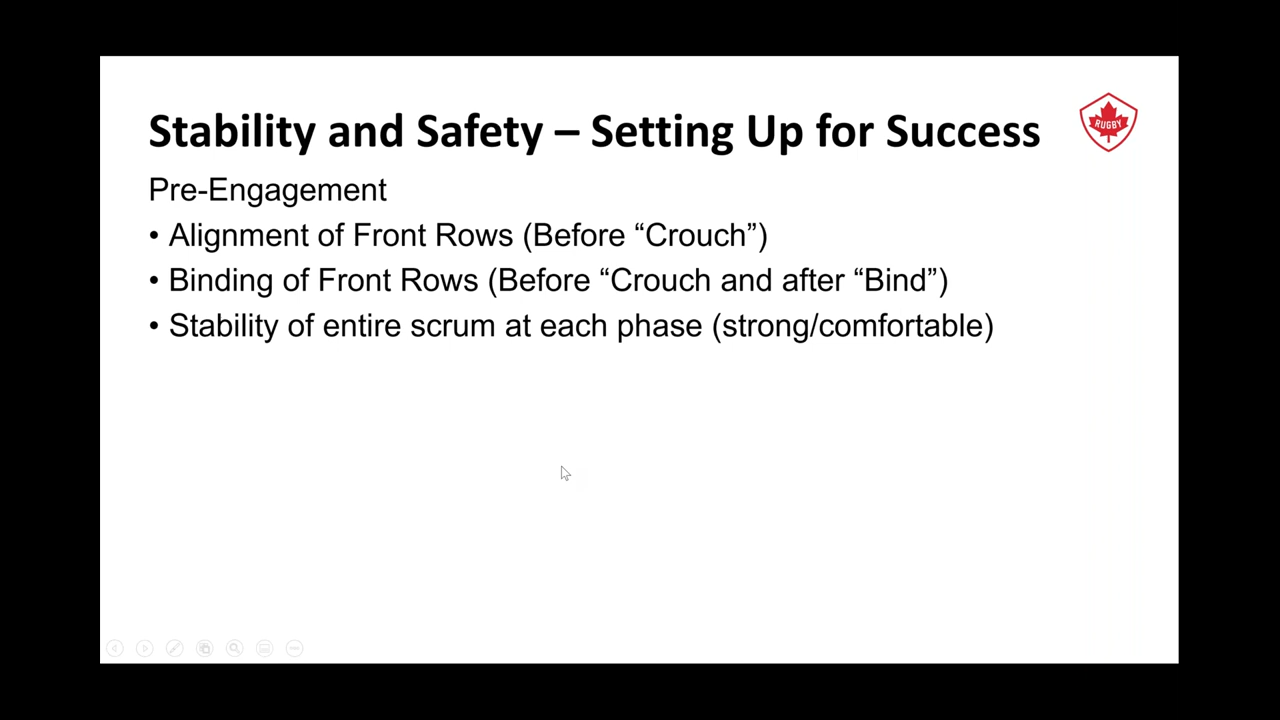 Stability and Safety – Setting Up for Success
RUGBY
Pre-Engagement
• Alignment of Front Rows (Before “Crouch”)
• Binding of Front Rows (Before “Crouch and after “Bind”)
• Stability of entire scrum at each phase (strong/comfortable)